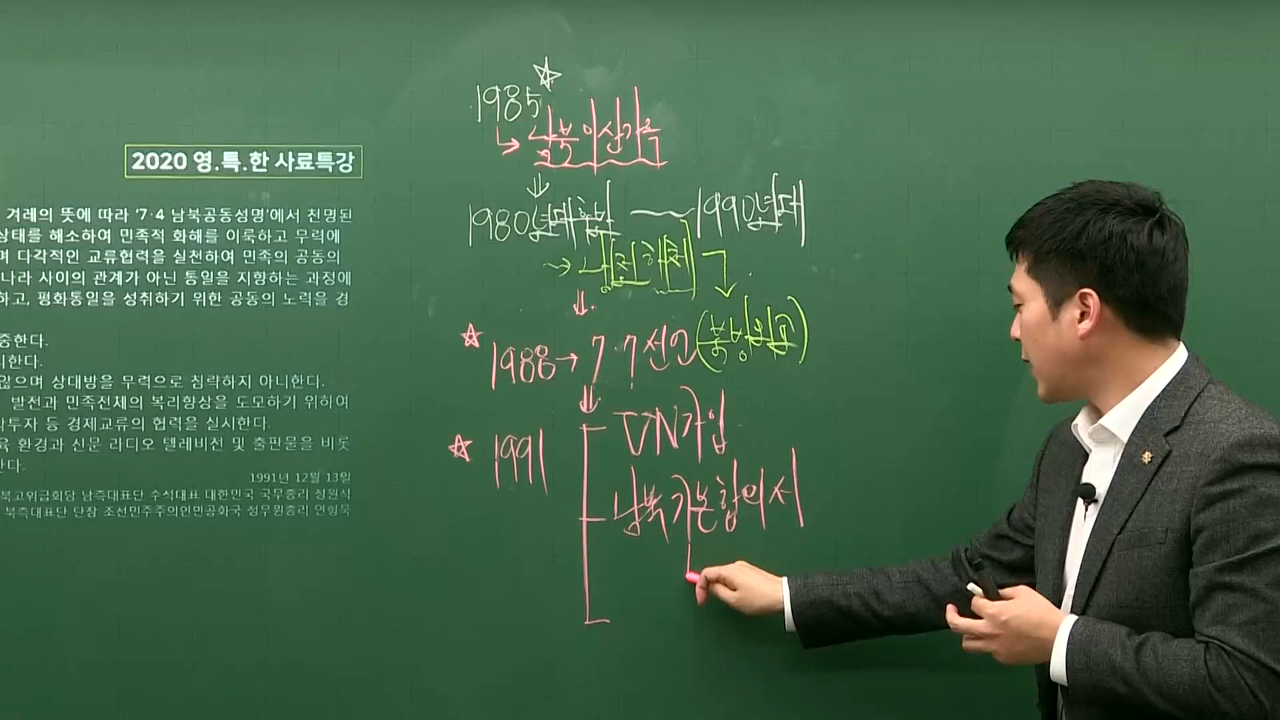 2020 영.특.한 사료특강
겨레의 뜻에 따라 '7·4 남북공동성명'에서 천명된
상태를 해소하여 민족적 화해를 이룩하고 무력에
며 다각적인 교류협력을 실천하여 민족의 공동의
나라 사이의 관계가 아닌 통일을 지향하는 과정에
하고, 평화통일을 성취하기 위한 공동의 노력을 경
중한다.
않으며 상대방을 무력으로 침략하지 아니한다.
발전과 민족전체의 복리향상을 도모하기 위하여
투자 등 경제교류의 협력을 실시한다.
환경과 신문 라디오 텔레비전 및 출판물을 비롯
한다.
1991년 12월 13일
북고위급회담 남측대표단 수석대표 대한민국 국무총리 정원식
북측대표단 단장 조선민주주의인민공화국 정무원총리 연형묵
1985
남북이산가족
1980년대 후반 1990년대
냉전해체
1988 → 7·7선언 (북방외교)
1991
UN가입
남북기본합의서